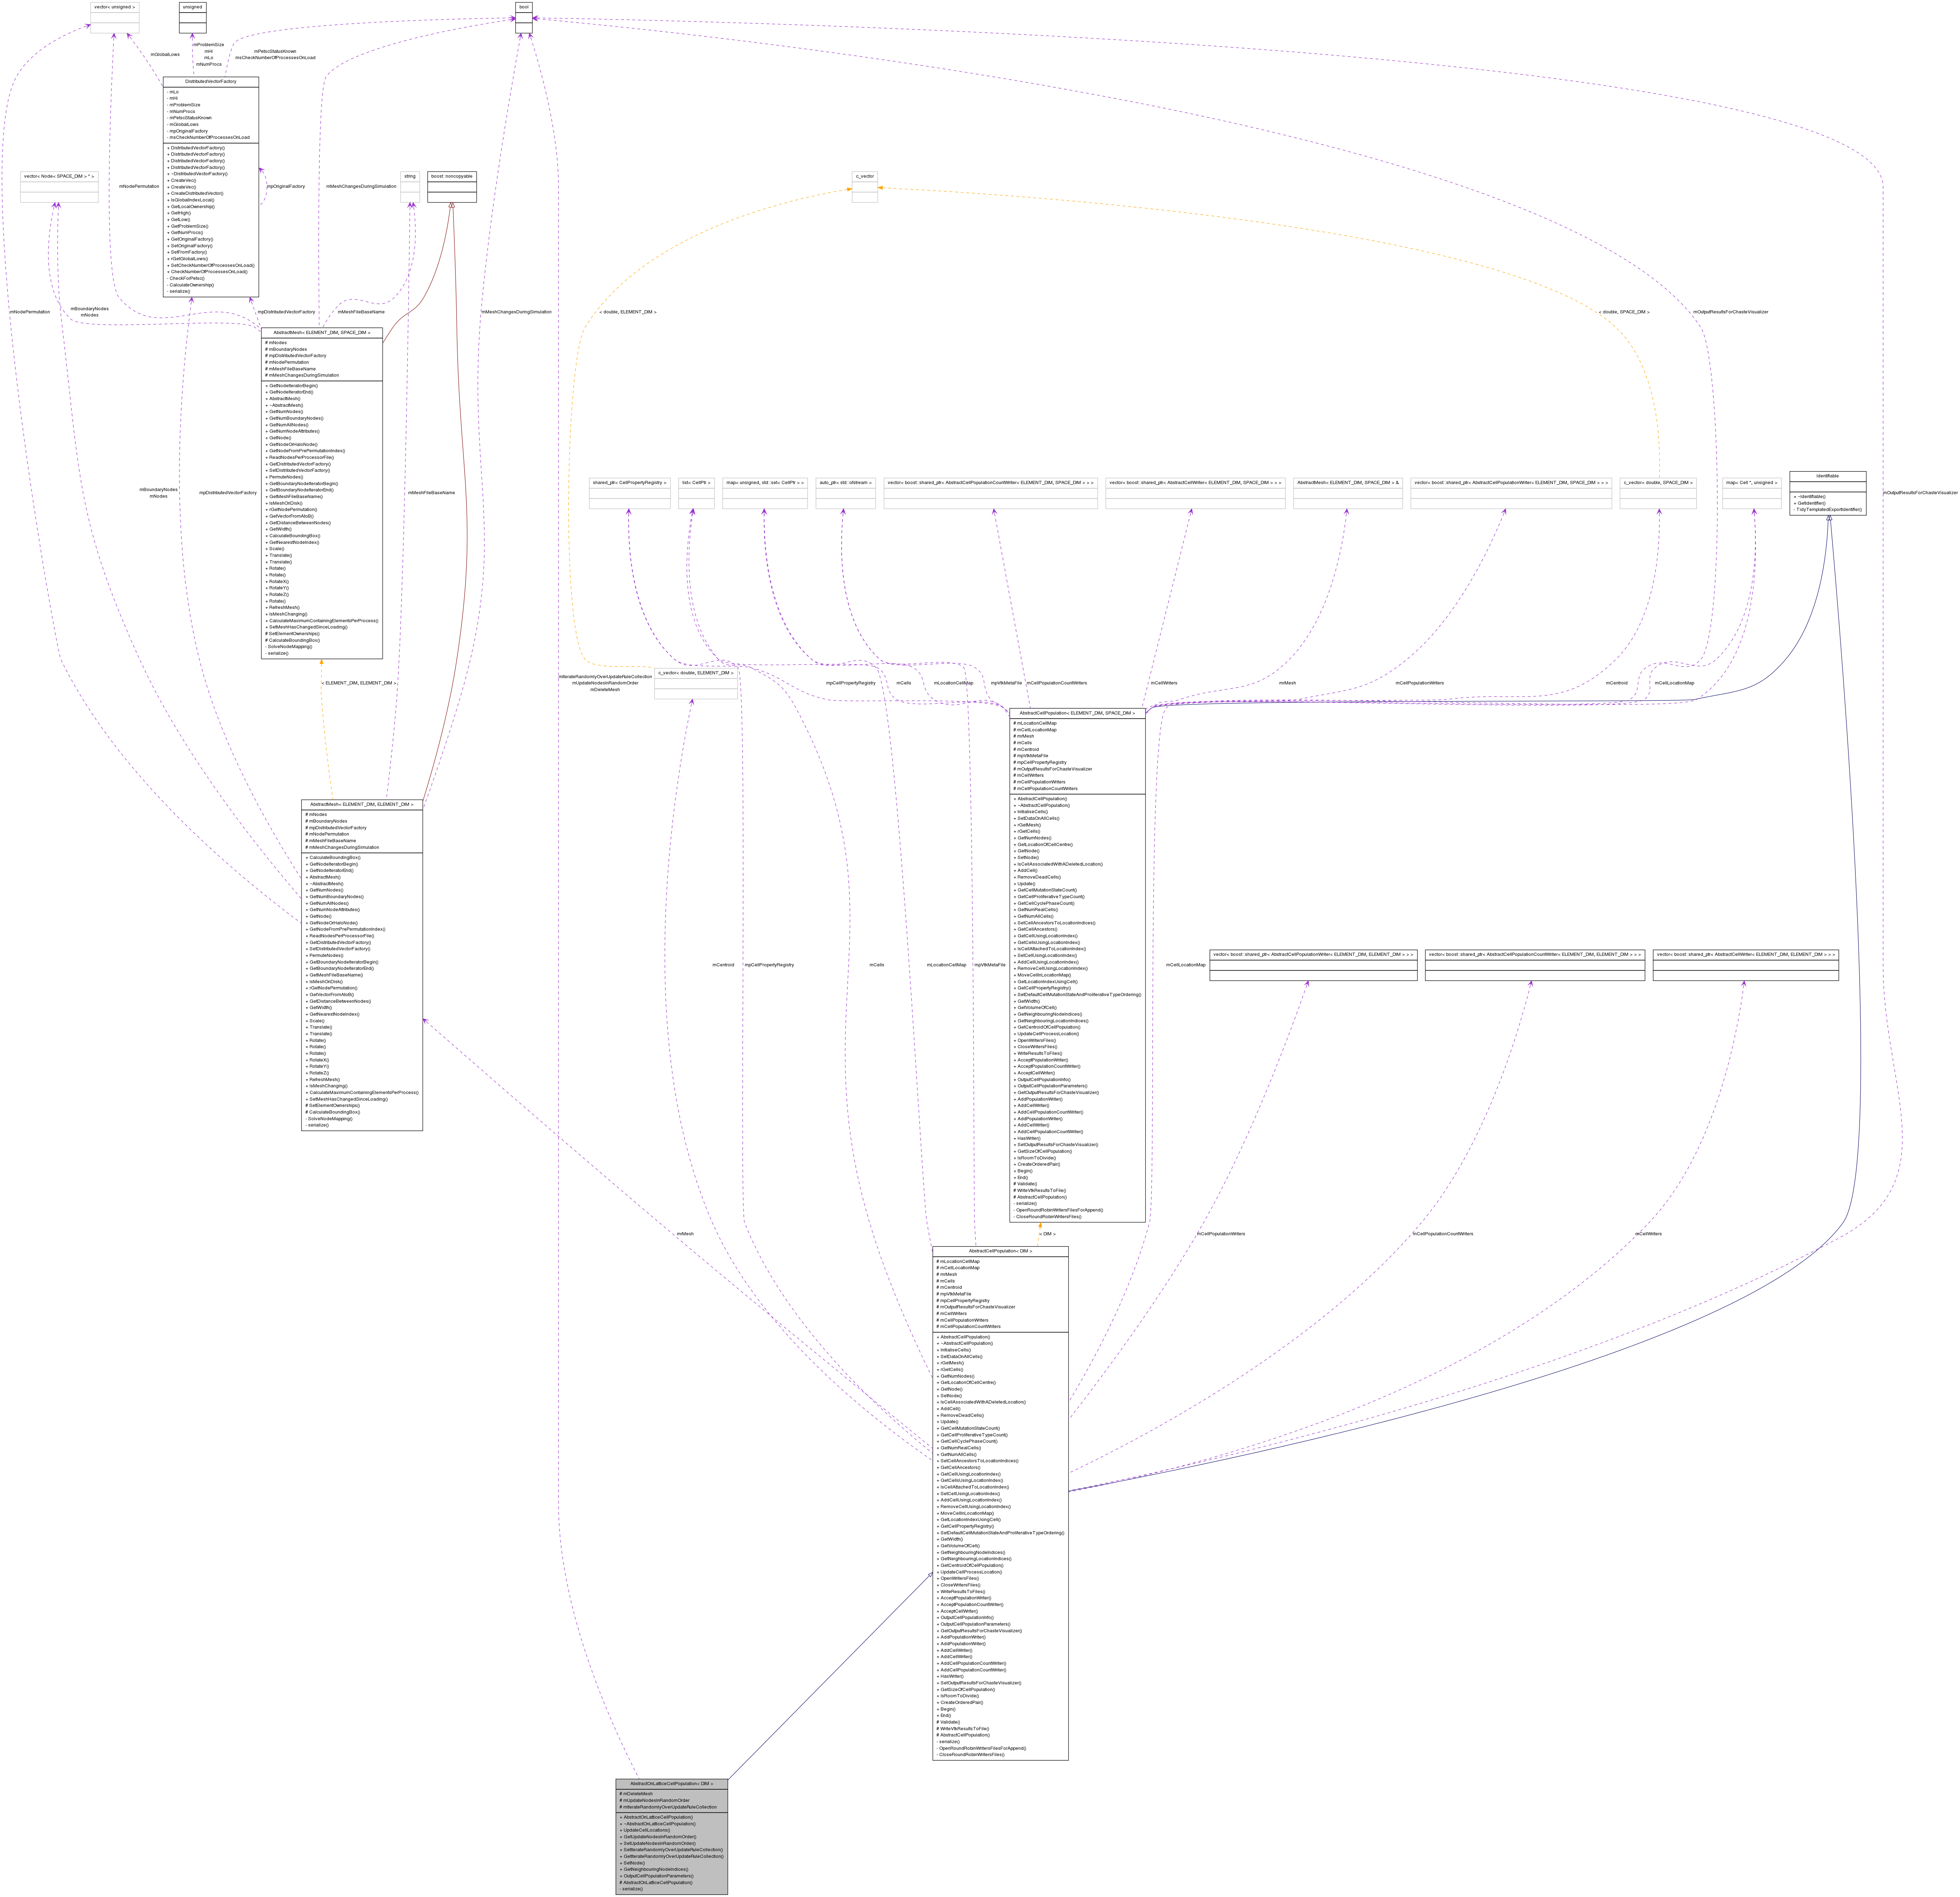 vector< unsigned >
unsigned
bool
mGlobalLows
mProblemSize
mHi
mLo
mNumProcs
mPetscStatusKnown
msCheckNumberOfProcessesOnLoad
DistributedVectorFactory
- mLo
- mHi
- mProblemSize
- mNumProcs
- mPetscStatusKnown
- mGlobalLows
- mpOriginalFactory
- msCheckNumberOfProcessesOnLoad
+ DistributedVectorFactory()
+ DistributedVectorFactory()
+ DistributedVectorFactory()
+ DistributedVectorFactory()
+ ~DistributedVectorFactory()
+ CreateVec()
+ CreateVec()
+ CreateDistributedVector()
+ IsGlobalIndexLocal()
+ GetLocalOwnership()
+ GetHigh()
+ GetLow()
+ GetProblemSize()
+ GetNumProcs()
+ GetOriginalFactory()
+ SetOriginalFactory()
+ SetFromFactory()
+ rGetGlobalLows()
+ SetCheckNumberOfProcessesOnLoad()
+ CheckNumberOfProcessesOnLoad()
- CheckForPetsc()
- CalculateOwnership()
- serialize()
vector< Node< SPACE_DIM > * >
string
boost::noncopyable
c_vector
mNodePermutation
mpOriginalFactory
mMeshChangesDuringSimulation
mNodePermutation
mBoundaryNodes
mNodes
mpDistributedVectorFactory
mMeshFileBaseName
mMeshChangesDuringSimulation
< double, ELEMENT_DIM >
< double, SPACE_DIM >
mOutputResultsForChasteVisualizer
AbstractMesh< ELEMENT_DIM, SPACE_DIM >
# mNodes
# mBoundaryNodes
# mpDistributedVectorFactory
# mNodePermutation
# mMeshFileBaseName
# mMeshChangesDuringSimulation
+ GetNodeIteratorBegin()
+ GetNodeIteratorEnd()
+ AbstractMesh()
+ ~AbstractMesh()
+ GetNumNodes()
+ GetNumBoundaryNodes()
+ GetNumAllNodes()
+ GetNumNodeAttributes()
+ GetNode()
+ GetNodeOrHaloNode()
+ GetNodeFromPrePermutationIndex()
+ ReadNodesPerProcessorFile()
+ GetDistributedVectorFactory()
+ SetDistributedVectorFactory()
+ PermuteNodes()
+ GetBoundaryNodeIteratorBegin()
+ GetBoundaryNodeIteratorEnd()
+ GetMeshFileBaseName()
+ IsMeshOnDisk()
+ rGetNodePermutation()
+ GetVectorFromAtoB()
+ GetDistanceBetweenNodes()
+ GetWidth()
+ CalculateBoundingBox()
+ GetNearestNodeIndex()
+ Scale()
+ Translate()
+ Translate()
+ Rotate()
+ Rotate()
+ RotateX()
+ RotateY()
+ RotateZ()
+ Rotate()
+ RefreshMesh()
+ IsMeshChanging()
+ CalculateMaximumContainingElementsPerProcess()
+ SetMeshHasChangedSinceLoading()
# SetElementOwnerships()
# CalculateBoundingBox()
- SolveNodeMapping()
- serialize()
mBoundaryNodes
mNodes
mpDistributedVectorFactory
mMeshFileBaseName
shared_ptr< CellPropertyRegistry >
list< CellPtr >
map< unsigned, std::set< CellPtr > >
auto_ptr< std::ofstream >
vector< boost::shared_ptr< AbstractCellPopulationCountWriter< ELEMENT_DIM, SPACE_DIM > > >
vector< boost::shared_ptr< AbstractCellWriter< ELEMENT_DIM, SPACE_DIM > > >
AbstractMesh< ELEMENT_DIM, SPACE_DIM > &
vector< boost::shared_ptr< AbstractCellPopulationWriter< ELEMENT_DIM, SPACE_DIM > > >
c_vector< double, SPACE_DIM >
map< Cell *, unsigned >
Identifiable
+ ~Identifiable()
+ GetIdentifier()
- TidyTemplatedExportIdentifier()
mOutputResultsForChasteVisualizer
< ELEMENT_DIM, ELEMENT_DIM >
mIterateRandomlyOverUpdateRuleCollection
mUpdateNodesInRandomOrder
mDeleteMesh
c_vector< double, ELEMENT_DIM >
mpCellPropertyRegistry
mCells
mLocationCellMap
mpVtkMetaFile
mCellPopulationCountWriters
mCellWriters
mrMesh
mCellPopulationWriters
mCentroid
mCellLocationMap
AbstractCellPopulation< ELEMENT_DIM, SPACE_DIM >
# mLocationCellMap
# mCellLocationMap
# mrMesh
# mCells
# mCentroid
# mpVtkMetaFile
# mpCellPropertyRegistry
# mOutputResultsForChasteVisualizer
# mCellWriters
# mCellPopulationWriters
# mCellPopulationCountWriters
+ AbstractCellPopulation()
+ ~AbstractCellPopulation()
+ InitialiseCells()
+ SetDataOnAllCells()
+ rGetMesh()
+ rGetCells()
+ GetNumNodes()
+ GetLocationOfCellCentre()
+ GetNode()
+ SetNode()
+ IsCellAssociatedWithADeletedLocation()
+ AddCell()
+ RemoveDeadCells()
+ Update()
+ GetCellMutationStateCount()
+ GetCellProliferativeTypeCount()
+ GetCellCyclePhaseCount()
+ GetNumRealCells()
+ GetNumAllCells()
+ SetCellAncestorsToLocationIndices()
+ GetCellAncestors()
+ GetCellUsingLocationIndex()
+ GetCellsUsingLocationIndex()
+ IsCellAttachedToLocationIndex()
+ SetCellUsingLocationIndex()
+ AddCellUsingLocationIndex()
+ RemoveCellUsingLocationIndex()
+ MoveCellInLocationMap()
+ GetLocationIndexUsingCell()
+ GetCellPropertyRegistry()
+ SetDefaultCellMutationStateAndProliferativeTypeOrdering()
+ GetWidth()
+ GetVolumeOfCell()
+ GetNeighbouringNodeIndices()
+ GetNeighbouringLocationIndices()
+ GetCentroidOfCellPopulation()
+ UpdateCellProcessLocation()
+ OpenWritersFiles()
+ CloseWritersFiles()
+ WriteResultsToFiles()
+ AcceptPopulationWriter()
+ AcceptPopulationCountWriter()
+ AcceptCellWriter()
+ OutputCellPopulationInfo()
+ OutputCellPopulationParameters()
+ GetOutputResultsForChasteVisualizer()
+ AddPopulationWriter()
+ AddCellWriter()
+ AddCellPopulationCountWriter()
+ AddPopulationWriter()
+ AddCellWriter()
+ AddCellPopulationCountWriter()
+ HasWriter()
+ SetOutputResultsForChasteVisualizer()
+ GetSizeOfCellPopulation()
+ IsRoomToDivide()
+ CreateOrderedPair()
+ Begin()
+ End()
# Validate()
# WriteVtkResultsToFile()
# AbstractCellPopulation()
- serialize()
- OpenRoundRobinWritersFilesForAppend()
- CloseRoundRobinWritersFiles()
AbstractMesh< ELEMENT_DIM, ELEMENT_DIM >
# mNodes
# mBoundaryNodes
# mpDistributedVectorFactory
# mNodePermutation
# mMeshFileBaseName
# mMeshChangesDuringSimulation
+ CalculateBoundingBox()
+ GetNodeIteratorBegin()
+ GetNodeIteratorEnd()
+ AbstractMesh()
+ ~AbstractMesh()
+ GetNumNodes()
+ GetNumBoundaryNodes()
+ GetNumAllNodes()
+ GetNumNodeAttributes()
+ GetNode()
+ GetNodeOrHaloNode()
+ GetNodeFromPrePermutationIndex()
+ ReadNodesPerProcessorFile()
+ GetDistributedVectorFactory()
+ SetDistributedVectorFactory()
+ PermuteNodes()
+ GetBoundaryNodeIteratorBegin()
+ GetBoundaryNodeIteratorEnd()
+ GetMeshFileBaseName()
+ IsMeshOnDisk()
+ rGetNodePermutation()
+ GetVectorFromAtoB()
+ GetDistanceBetweenNodes()
+ GetWidth()
+ GetNearestNodeIndex()
+ Scale()
+ Translate()
+ Translate()
+ Rotate()
+ Rotate()
+ Rotate()
+ RotateX()
+ RotateY()
+ RotateZ()
+ RefreshMesh()
+ IsMeshChanging()
+ CalculateMaximumContainingElementsPerProcess()
+ SetMeshHasChangedSinceLoading()
# SetElementOwnerships()
# CalculateBoundingBox()
- SolveNodeMapping()
- serialize()
mCentroid
mpCellPropertyRegistry
mCells
mLocationCellMap
mpVtkMetaFile
mCellLocationMap
vector< boost::shared_ptr< AbstractCellPopulationWriter< ELEMENT_DIM, ELEMENT_DIM > > >
vector< boost::shared_ptr< AbstractCellPopulationCountWriter< ELEMENT_DIM, ELEMENT_DIM > > >
vector< boost::shared_ptr< AbstractCellWriter< ELEMENT_DIM, ELEMENT_DIM > > >
mrMesh
< DIM >
mCellPopulationWriters
mCellPopulationCountWriters
mCellWriters
AbstractCellPopulation< DIM >
# mLocationCellMap
# mCellLocationMap
# mrMesh
# mCells
# mCentroid
# mpVtkMetaFile
# mpCellPropertyRegistry
# mOutputResultsForChasteVisualizer
# mCellWriters
# mCellPopulationWriters
# mCellPopulationCountWriters
+ AbstractCellPopulation()
+ ~AbstractCellPopulation()
+ InitialiseCells()
+ SetDataOnAllCells()
+ rGetMesh()
+ rGetCells()
+ GetNumNodes()
+ GetLocationOfCellCentre()
+ GetNode()
+ SetNode()
+ IsCellAssociatedWithADeletedLocation()
+ AddCell()
+ RemoveDeadCells()
+ Update()
+ GetCellMutationStateCount()
+ GetCellProliferativeTypeCount()
+ GetCellCyclePhaseCount()
+ GetNumRealCells()
+ GetNumAllCells()
+ SetCellAncestorsToLocationIndices()
+ GetCellAncestors()
+ GetCellUsingLocationIndex()
+ GetCellsUsingLocationIndex()
+ IsCellAttachedToLocationIndex()
+ SetCellUsingLocationIndex()
+ AddCellUsingLocationIndex()
+ RemoveCellUsingLocationIndex()
+ MoveCellInLocationMap()
+ GetLocationIndexUsingCell()
+ GetCellPropertyRegistry()
+ SetDefaultCellMutationStateAndProliferativeTypeOrdering()
+ GetWidth()
+ GetVolumeOfCell()
+ GetNeighbouringNodeIndices()
+ GetNeighbouringLocationIndices()
+ GetCentroidOfCellPopulation()
+ UpdateCellProcessLocation()
+ OpenWritersFiles()
+ CloseWritersFiles()
+ WriteResultsToFiles()
+ AcceptPopulationWriter()
+ AcceptPopulationCountWriter()
+ AcceptCellWriter()
+ OutputCellPopulationInfo()
+ OutputCellPopulationParameters()
+ GetOutputResultsForChasteVisualizer()
+ AddPopulationWriter()
+ AddPopulationWriter()
+ AddCellWriter()
+ AddCellWriter()
+ AddCellPopulationCountWriter()
+ AddCellPopulationCountWriter()
+ HasWriter()
+ SetOutputResultsForChasteVisualizer()
+ GetSizeOfCellPopulation()
+ IsRoomToDivide()
+ CreateOrderedPair()
+ Begin()
+ End()
# Validate()
# WriteVtkResultsToFile()
# AbstractCellPopulation()
- serialize()
- OpenRoundRobinWritersFilesForAppend()
- CloseRoundRobinWritersFiles()
AbstractOnLatticeCellPopulation< DIM >
# mDeleteMesh
# mUpdateNodesInRandomOrder
# mIterateRandomlyOverUpdateRuleCollection
+ AbstractOnLatticeCellPopulation()
+ ~AbstractOnLatticeCellPopulation()
+ UpdateCellLocations()
+ GetUpdateNodesInRandomOrder()
+ SetUpdateNodesInRandomOrder()
+ SetIterateRandomlyOverUpdateRuleCollection()
+ GetIterateRandomlyOverUpdateRuleCollection()
+ SetNode()
+ GetNeighbouringNodeIndices()
+ OutputCellPopulationParameters()
# AbstractOnLatticeCellPopulation()
- serialize()